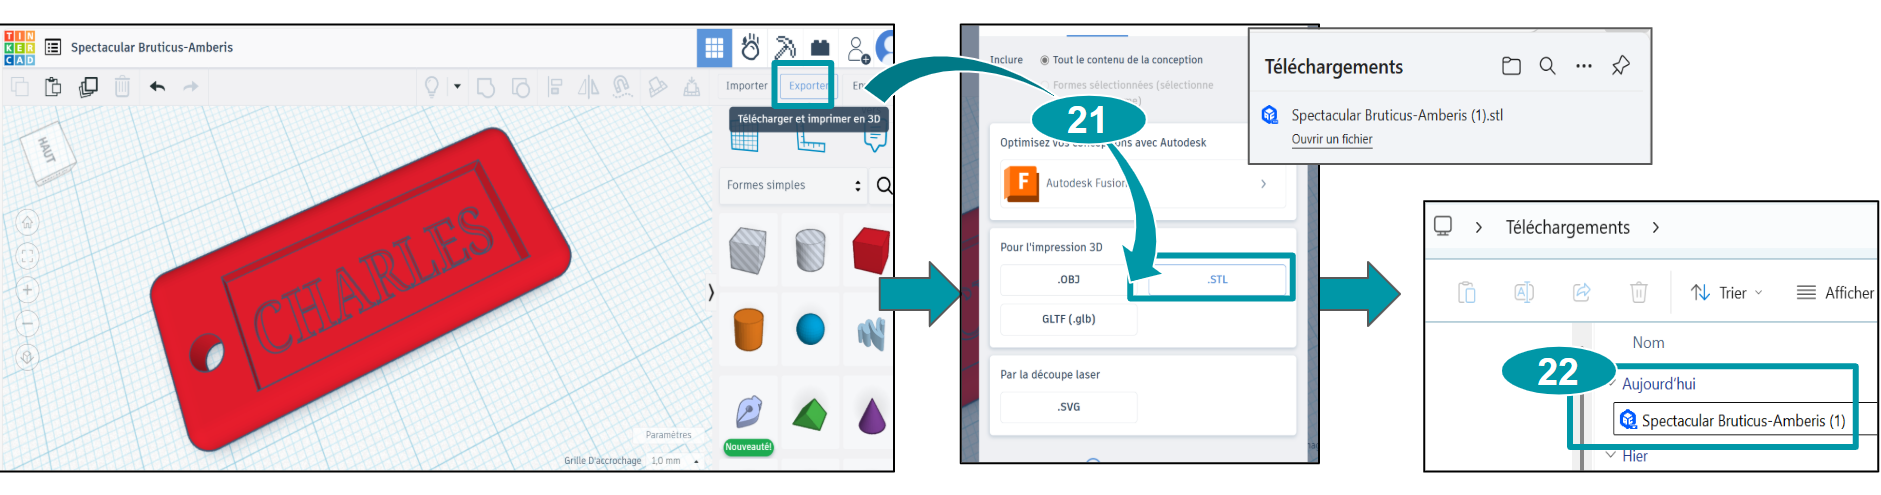 TIN
KER
CAD
Spectacular Bruticus-Amberis
Importer
Exporter
Télécharger et imprimer en 3D
HAUT
CHARLES
Formes simples
Nouveauté!
Paramètres
Grille D'accrochage 1,0 mm
21
Inclure
Tout le contenu de la conception
Formes sélectionnées (sélectionne
Optimisez vos conceptions avec Autodesk
F
Autodesk Fusion
Pour l'impression 3D
.OBJ
.STL
GLTF (.glb)
Par la découpe laser
.SVG
Téléchargements
Spectacular Bruticus-Amberis (1).stl
Ouvrir un fichier
Téléchargements
Trier
Afficher
Nom
22
Aujourd'hui
Spectacular Bruticus-Amberis (1)
Hier